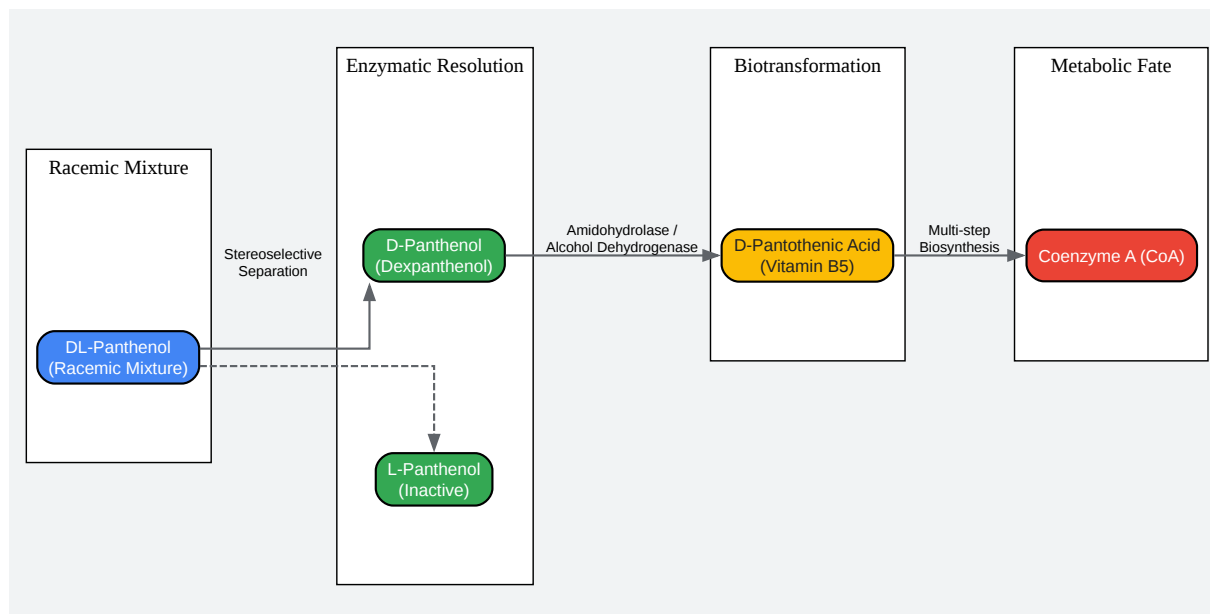 Racemic Mixture
DL-Panthenol
(Racemic Mixture)
Stereoselective
Separation
Enzymatic Resolution
D-Panthenol
(Dexpanthenol)
L-Panthenol
(Inactive)
Amidohydrolase /
Alcohol Dehydrogenase
Biotransformation
D-Pantothenic Acid
(Vitamin B5)
Multi-step
Biosynthesis
Metabolic Fate
Coenzyme A (CoA)